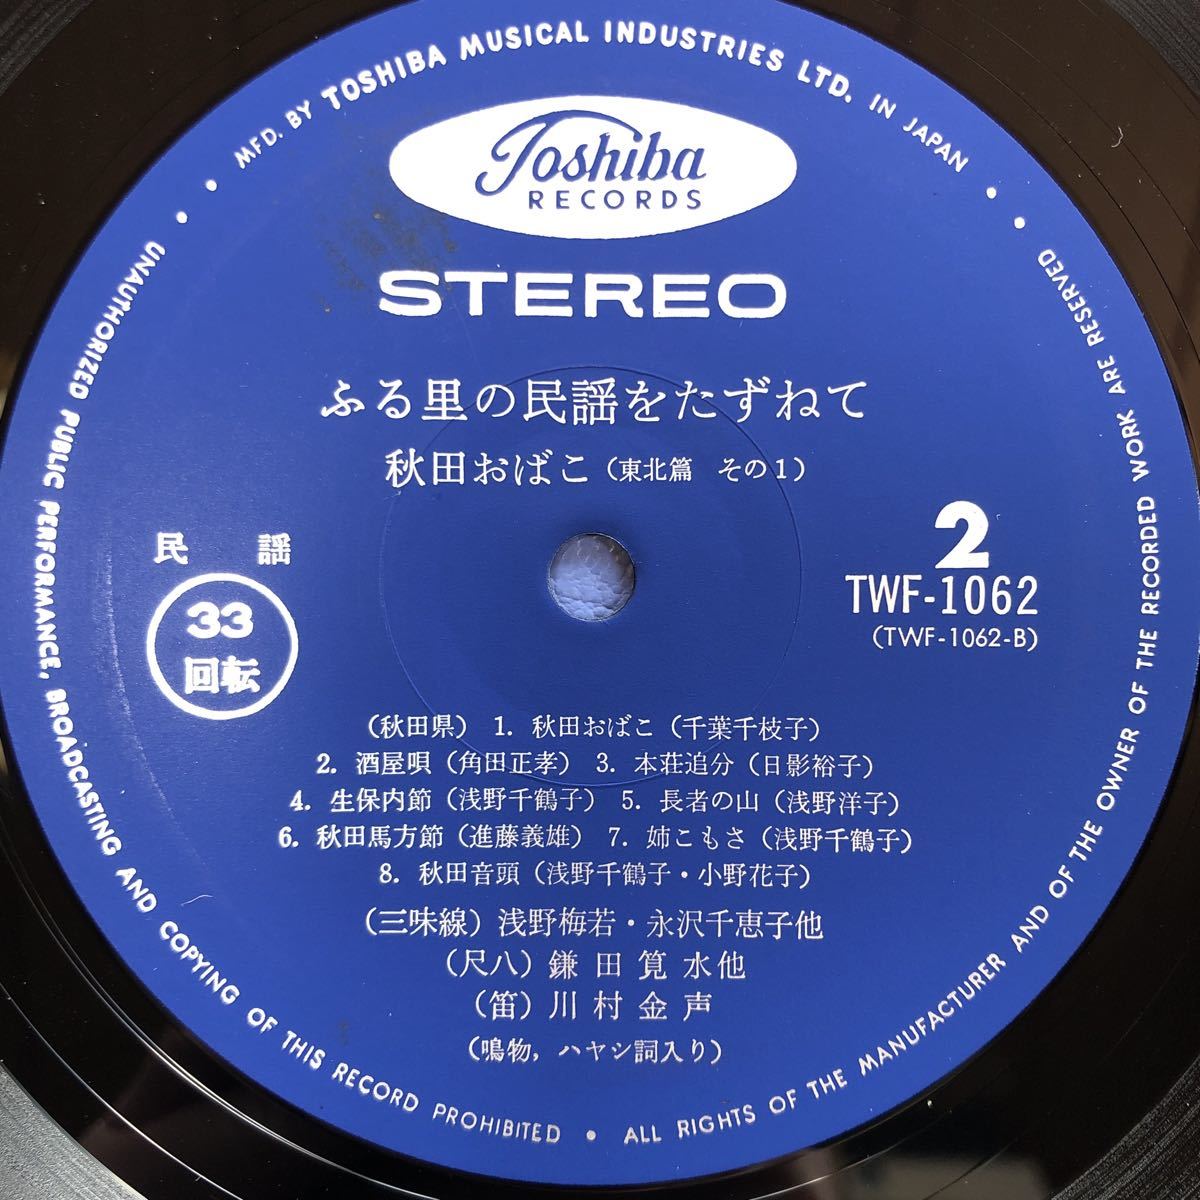 MFD. BY TOSHIBA MUSICAL INDUSTRIES LTD. IN JAPAN
Toshiba
RECORDS
STEREO
ふる里の民謡をたずねて
秋田おばこ（東北篇 その1）
民 謡
33
回転
2
TWF-1062
(TWF-1062-B)
（秋田県） 1. 秋田おばこ（千葉千枝子）
2. 酒屋唄（角田正孝） 3. 本荘追分（日影裕子）
4. 生保内節（浅野千鶴子） 5. 長者の山（浅野洋子）
6. 秋田馬方節（進藤義雄） 7. 姉こもさ（浅野千鶴子）
8. 秋田音頭（浅野千鶴子・小野花子）
（三味線）浅野梅若・永沢千恵子他
（尺八）鎌田筧水他
（笛）川村金声
（鳴物，ハヤシ詞入り）
UNAUTHORIZED PUBLIC PERFORMANCE, BROADCASTING AND COPYING OF THIS RECORD PROHIBITED • ALL RIGHTS OF THE MANUFACTURER AND OF THE OWNER OF THE RECORDED WORK ARE RESERVED